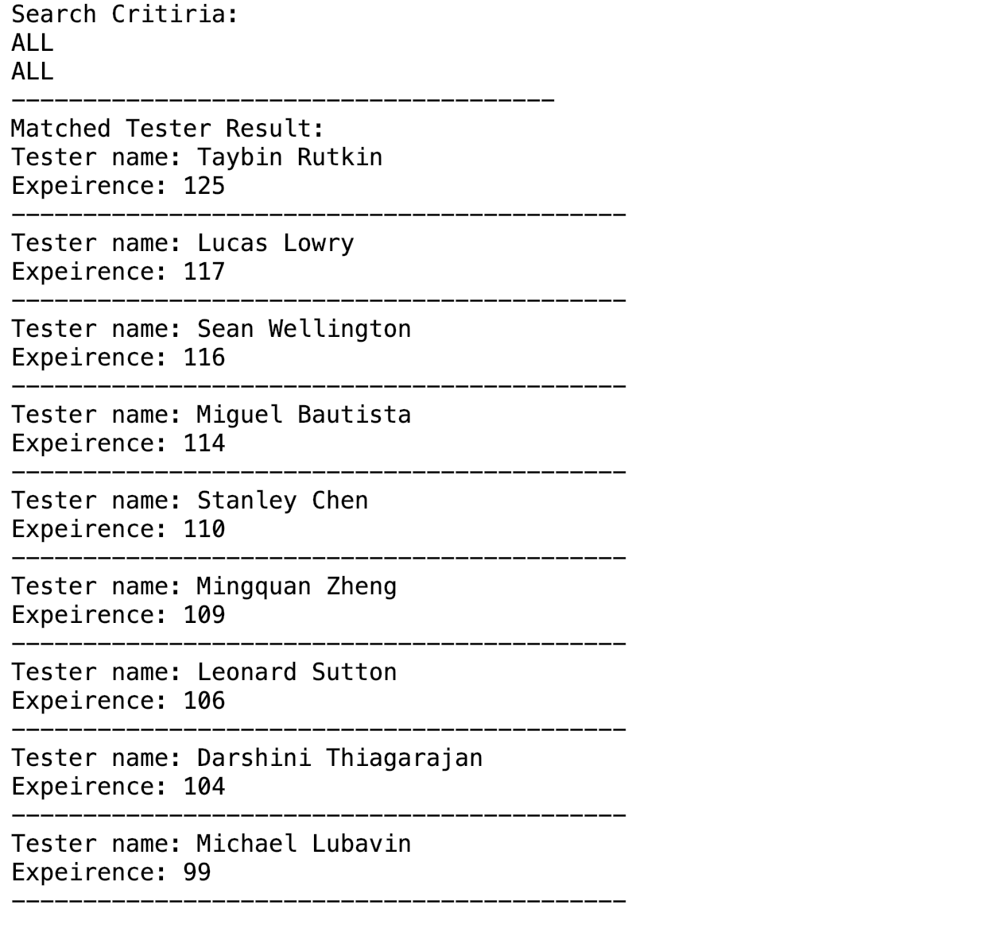 Search Critiria:
ALL
ALL
--------------------------------------
Matched Tester Result:
Tester name: Taybin Rutkin
Expeirence: 125
-------------------------------------------
Tester name: Lucas Lowry
Expeirence: 117
-------------------------------------------
Tester name: Sean Wellington
Expeirence: 116
-------------------------------------------
Tester name: Miguel Bautista
Expeirence: 114
-------------------------------------------
Tester name: Stanley Chen
Expeirence: 110
-------------------------------------------
Tester name: Mingquan Zheng
Expeirence: 109
-------------------------------------------
Tester name: Leonard Sutton
Expeirence: 106
-------------------------------------------
Tester name: Darshini Thiagarajan
Expeirence: 104
-------------------------------------------
Tester name: Michael Lubavin
Expeirence: 99
-------------------------------------------